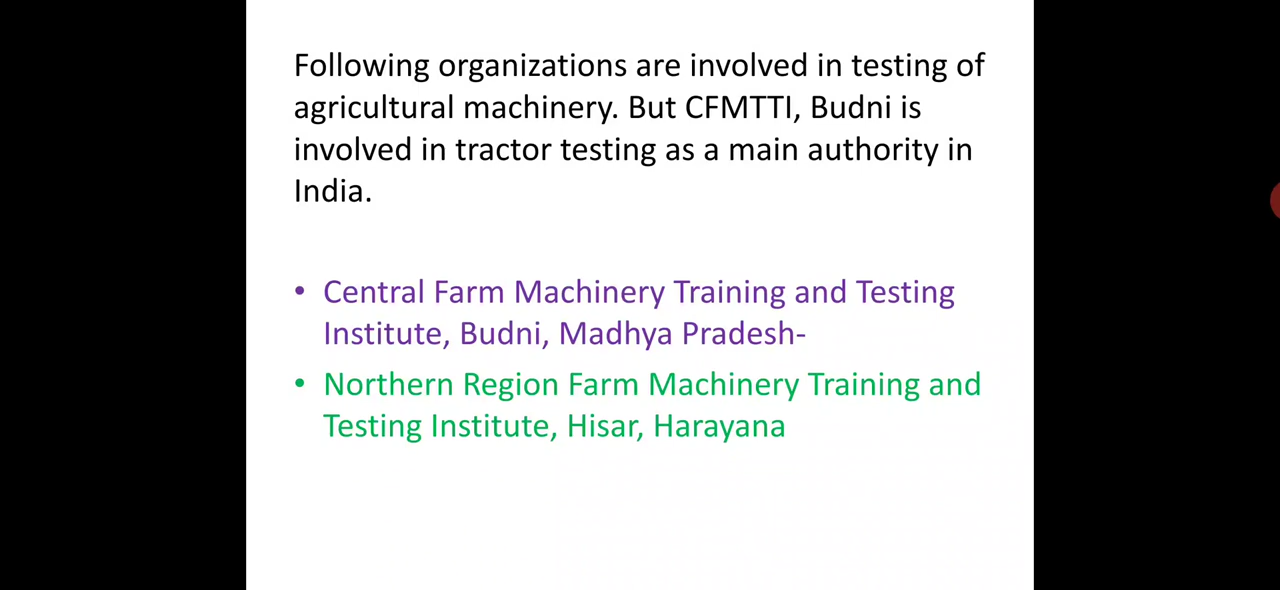 Following organizations are involved in testing of
agricultural machinery. But CFMTTI, Budni is
involved in tractor testing as a main authority in
India.
• Central Farm Machinery Training and Testing
Institute, Budni, Madhya Pradesh-
• Northern Region Farm Machinery Training and
Testing Institute, Hisar, Harayana